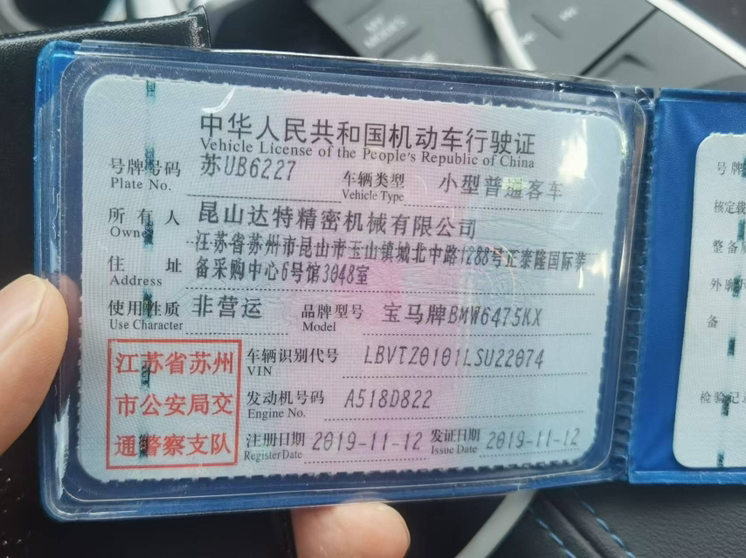 中华人民共和国机动车行驶证
Vehicle License of the People's Republic of China
号牌号码 苏UB6227 车辆类型 小型普通客车
Plate No. Vehicle Type
所有人 昆山达特精密机械有限公司
Owner
住址 江苏省苏州市昆山市玉山镇城北中路1288号正泰隆国际装
Address 备采购中心6号馆3048室
使用性质 非营运 品牌型号 宝马牌BMW6475KX
Use Character Model
江苏省苏州
市公安局交
通警察支队
车辆识别代号 LBVTZ0101LSU22074
VIN
发动机号码 A518D822
Engine No.
注册日期 2019-11-12 发证日期 2019-11-12
Register Date Issue Date
号牌
核定载
整备
外廓
备
检验记